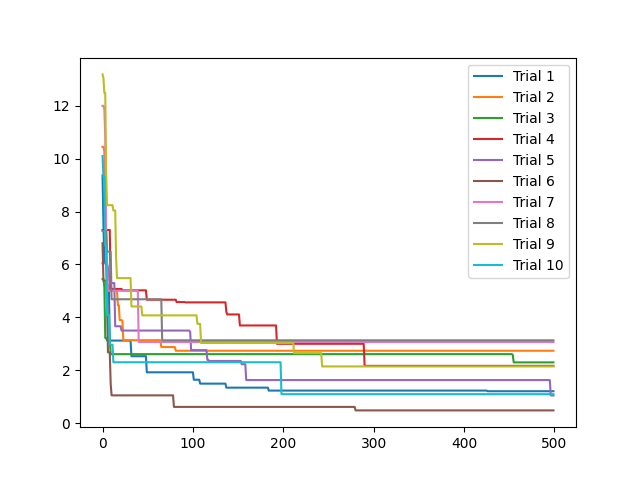 Trial 1
Trial 2
Trial 3
Trial 4
Trial 5
Trial 6
Trial 7
Trial 8
Trial 9
Trial 10
12
10
8
6
4
2
0
0 100 200 300 400 500